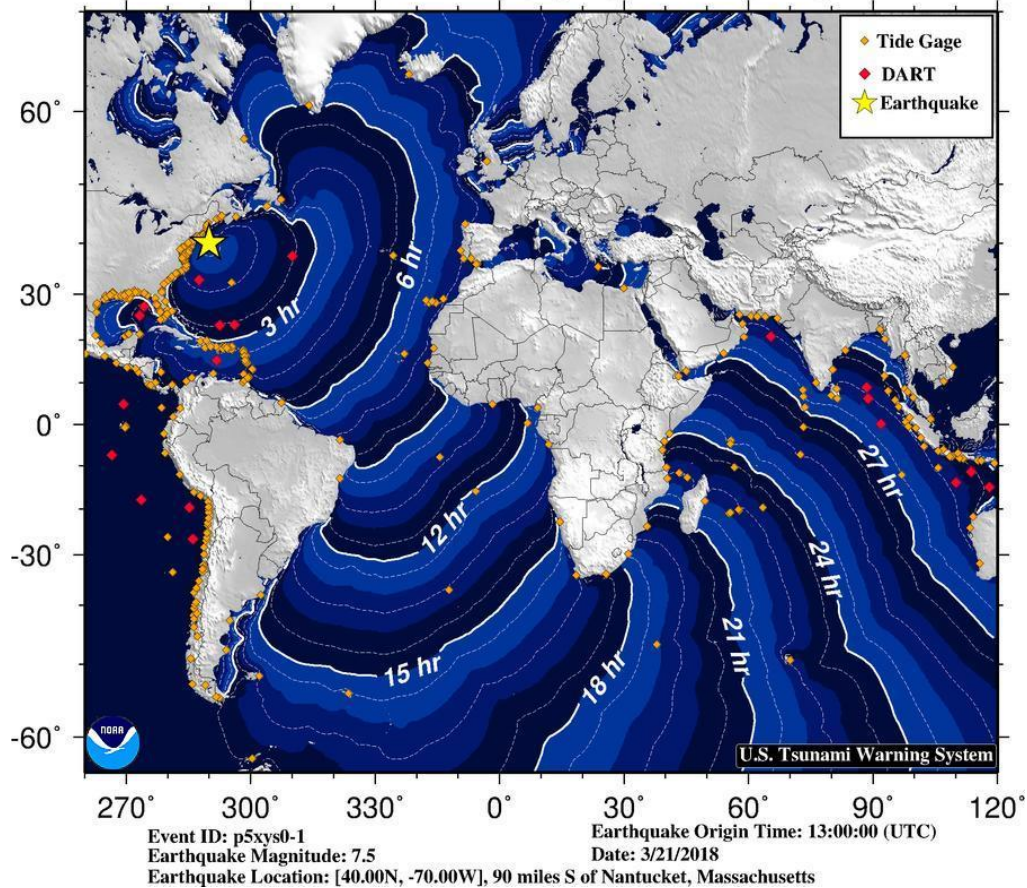 Tide Gage
DART
Earthquake
60°
30°
0°
-30°
-60°
3 hr
6 hr
12 hr
15 hr
18 hr
21 hr
24 hr
27 hr
NOAA
U.S. Tsunami Warning System
270 300 330 0 30 60 90 120
Event ID: p5xys0-1
Earthquake Magnitude: 7.5
Earthquake Location: [40.00N, -70.00W], 90 miles S of Nantucket, Massachusetts
Earthquake Origin Time: 13:00:00 (UTC)
Date: 3/21/2018